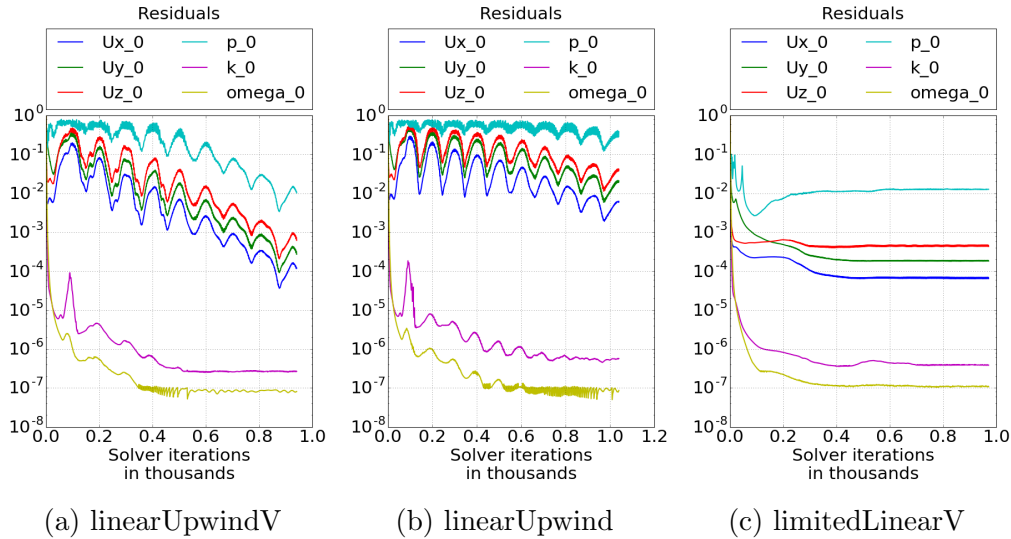 Residuals
Ux_0 p_0
Uy_0 k_0
Uz_0 omega_0
10^0
10^-1
10^-2
10^-3
10^-4
10^-5
10^-6
10^-7
10^-8
0.0 0.2 0.4 0.6 0.8 1.0
Solver iterations
in thousands
(a) linearUpwindV
Residuals
Ux_0 p_0
Uy_0 k_0
Uz_0 omega_0
10^0
10^-1
10^-2
10^-3
10^-4
10^-5
10^-6
10^-7
10^-8
0.0 0.2 0.4 0.6 0.8 1.0 1.2
Solver iterations
in thousands
(b) linearUpwind
Residuals
Ux_0 p_0
Uy_0 k_0
Uz_0 omega_0
10^0
10^-1
10^-2
10^-3
10^-4
10^-5
10^-6
10^-7
10^-8
0.0 0.2 0.4 0.6 0.8 1.0
Solver iterations
in thousands
(c) limitedLinearV